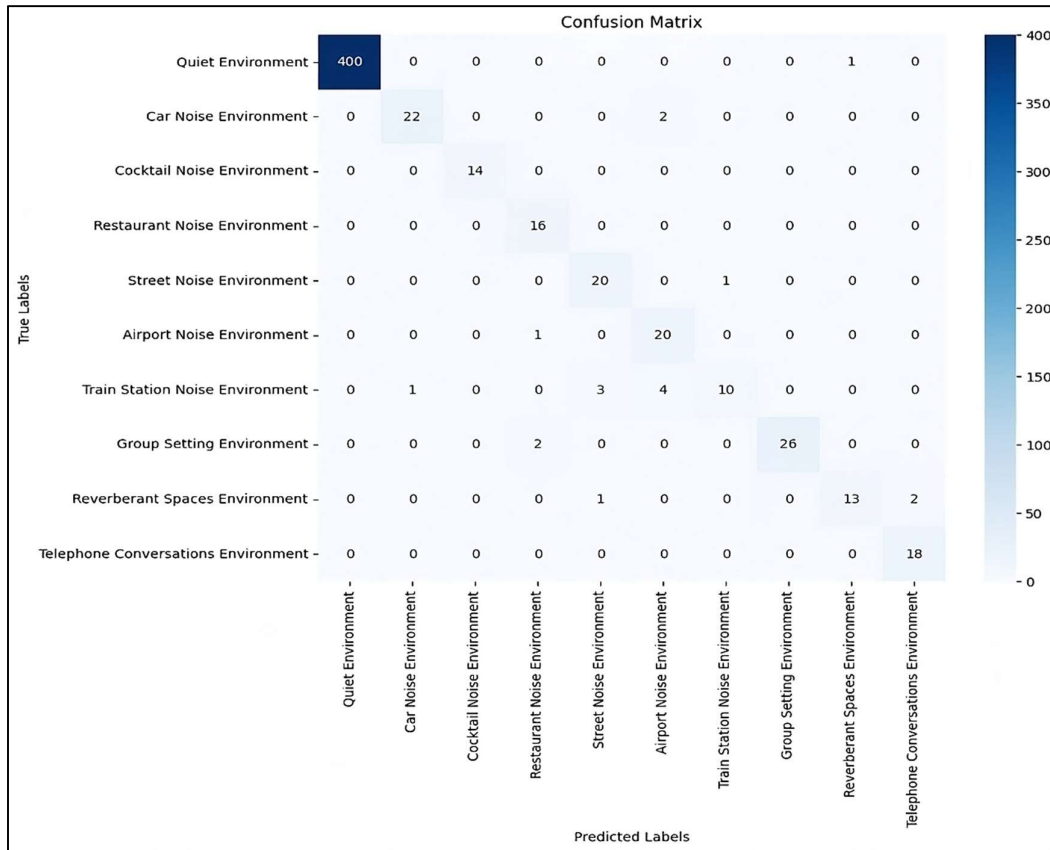 Confusion Matrix
Quiet Environment 400 0 0 0 0 0 0 0 1 0
Car Noise Environment 0 22 0 0 0 2 0 0 0 0
Cocktail Noise Environment 0 0 14 0 0 0 0 0 0 0
Restaurant Noise Environment 0 0 0 16 0 0 0 0 0 0
Street Noise Environment 0 0 0 0 20 0 1 0 0 0
Airport Noise Environment 0 0 0 1 0 20 0 0 0 0
Train Station Noise Environment 0 1 0 0 3 4 10 0 0 0
Group Setting Environment 0 0 0 2 0 0 0 26 0 0
Reverberant Spaces Environment 0 0 0 0 1 0 0 0 13 2
Telephone Conversations Environment 0 0 0 0 0 0 0 0 0 18
True Labels
Quiet Environment
Car Noise Environment
Cocktail Noise Environment
Restaurant Noise Environment
Street Noise Environment
Airport Noise Environment
Train Station Noise Environment
Group Setting Environment
Reverberant Spaces Environment
Telephone Conversations Environment
Predicted Labels
400
350
300
250
200
150
100
50
0